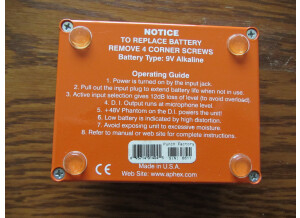 NOTICE
TO REPLACE BATTERY
REMOVE 4 CORNER SCREWS
Battery Type: 9V Alkaline
Operating Guide
1. Power is turned on by the input jack.
2. Pull out the input plug to extend battery life when not in use.
3. Active input selection gives 12dB loss of level (to avoid overload).
4. D.I. Output runs at microphone level
5. +48V Phantom on the D.I. powers the unit!
6. Low battery is indicated by high distortion.
7. Avoid exposing unit to excessive moisture.
8. Refer to manual or web site for complete instructions.
Punch Factory
Made in U.S.A.
Web Site: www.aphex.com